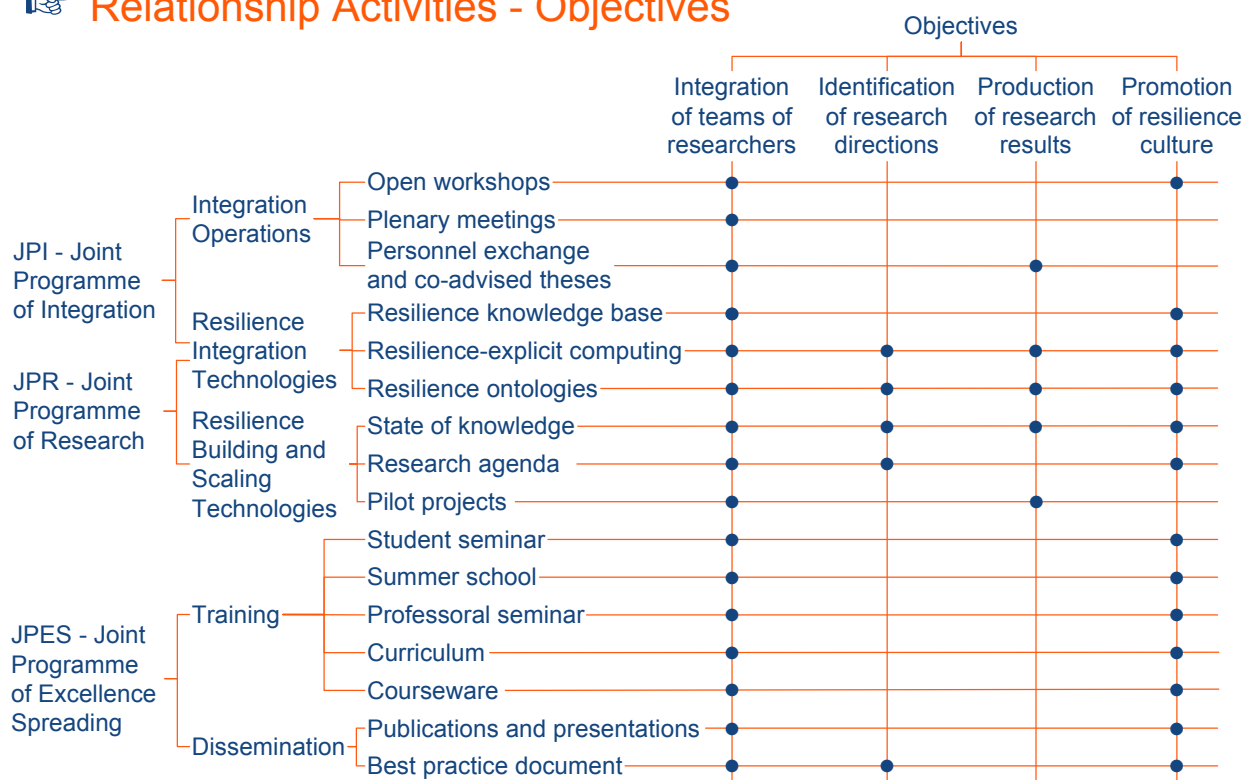 Relationship Activities - Objectives
Objectives
Integration
of teams of
researchers
Identification
of research
directions
Production
of research
results
Promotion
of resilience
culture
JPI - Joint
Programme
of Integration
Integration
Operations
Open workshops
Plenary meetings
Personnel exchange
and co-advised theses
Resilience
Integration
Technologies
Resilience knowledge base
Resilience-explicit computing
Resilience ontologies
JPR - Joint
Programme
of Research
Resilience
Building and
Scaling
Technologies
State of knowledge
Research agenda
Pilot projects
JPES - Joint
Programme
of Excellence
Spreading
Training
Student seminar
Summer school
Professoral seminar
Curriculum
Courseware
Dissemination
Publications and presentations
Best practice document